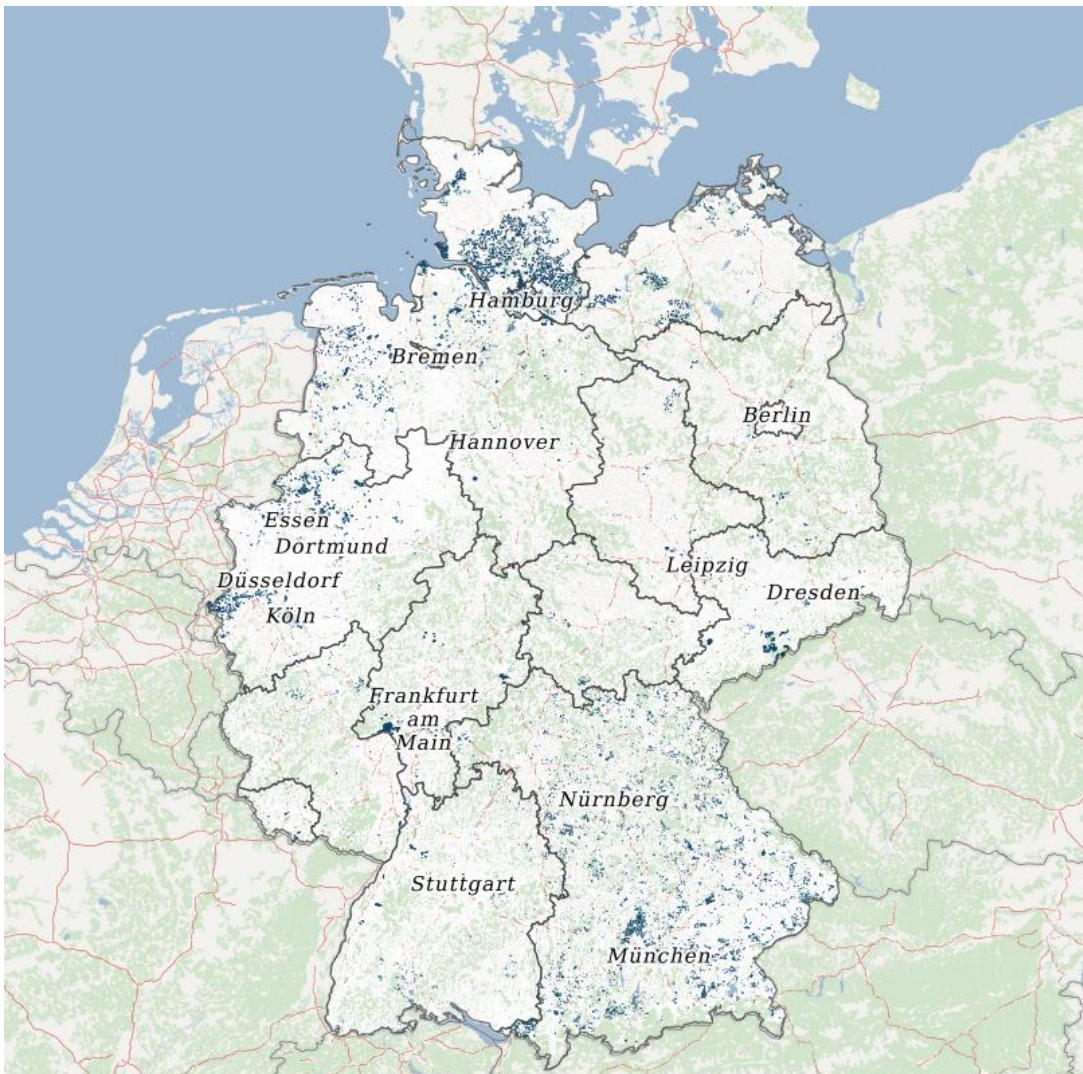 Hamburg
Bremen
Berlin
Hannover
Essen
Dortmund
Leipzig
Düsseldorf
Dresden
Köln
Frankfurt
am
Main
Nürnberg
Stuttgart
München